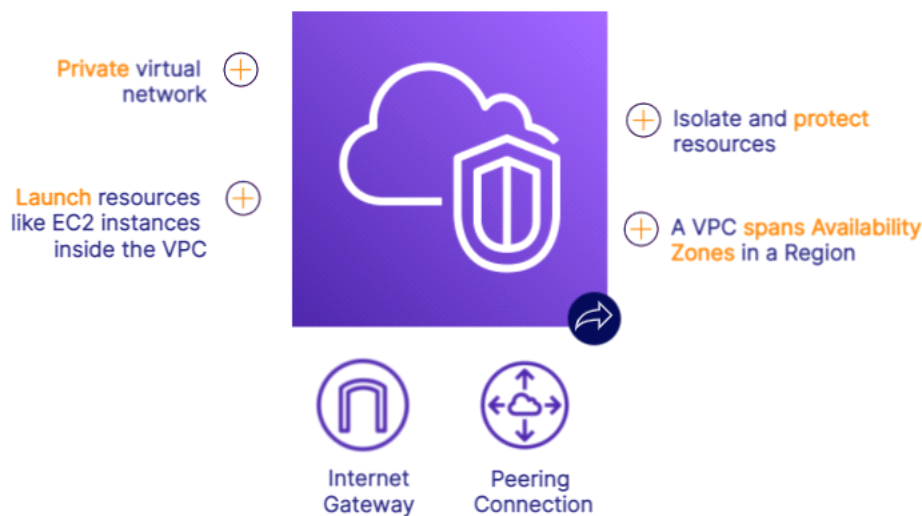 Private virtual
network
Launch resources
like EC2 instances
inside the VPC
Isolate and protect
resources
A VPC spans Availability
Zones in a Region
Internet
Gateway
Peering
Connection